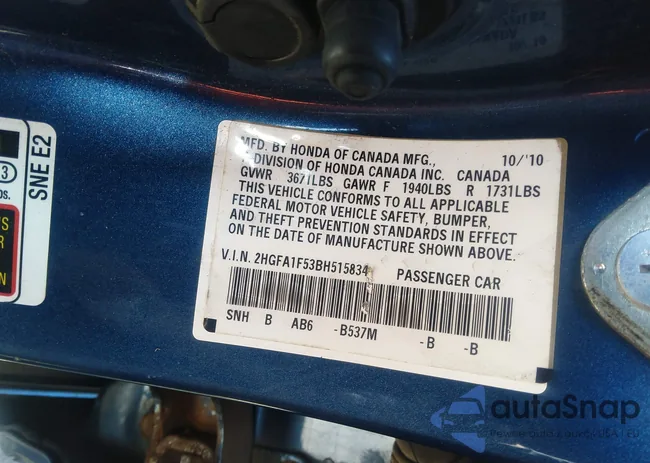 MFD. BY HONDA OF CANADA MFG., 10/'10
A DIVISION OF HONDA CANADA INC. CANADA
GVWR 3671LBS GAWR F 1940LBS R 1731LBS
THIS VEHICLE CONFORMS TO ALL APPLICABLE
FEDERAL MOTOR VEHICLE SAFETY, BUMPER,
AND THEFT PREVENTION STANDARDS IN EFFECT
ON THE DATE OF MANUFACTURE SHOWN ABOVE.
V.I.N. 2HGFA1F53BH515834 PASSENGER CAR
SNH B AB6 -B537M -B -B
3
SNE E2
autaSnap